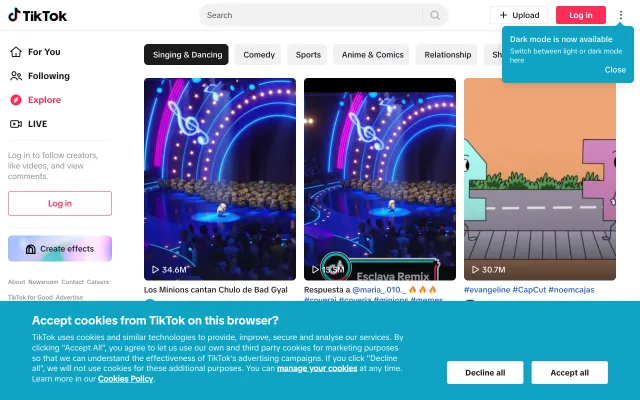 TikTok
Search
Upload
Log in
Dark mode is now available
Switch between light or dark mode
here
Close
For You
Following
Explore
LIVE
Log in to follow creators,
like videos, and view
comments.
Log in
Create effects
About Newsroom Contact Careers
TikTok for Good Advertise
Singing & Dancing
Comedy
Sports
Anime & Comics
Relationship
Sh
34.6M
Los Minions cantan Chulo de Bad Gyal
Esclava Remix
Respuesta a @maria_.010._ 🔥🔥🔥
#coverai #coveria #minions #memes
30.7M
#evangeline #CapCut #noemcajas
Accept cookies from TikTok on this browser?
TikTok uses cookies and similar technologies to provide, improve, secure and analyse our services. By
clicking "Accept All", you agree to let us use our own and third party cookies for marketing purposes
so that we can understand the effectiveness of TikTok's advertising campaigns. If you click "Decline
all", we will not use cookies for these additional purposes. You can manage your cookies at any time.
Learn more in our Cookies Policy.
Decline all
Accept all